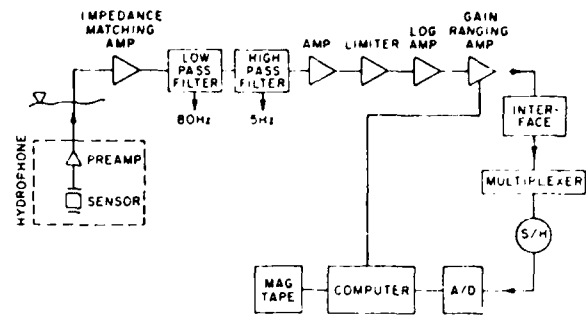 IMPEDANCE
MATCHING
AMP
LOW
PASS
FILTER
80Hz
HIGH
PASS
FILTER
5Hz
AMP
LIMITER
LOG
AMP
GAIN
RANGING
AMP
INTER-
FACE
MULTIPLEXER
S/H
A/D
COMPUTER
MAG
TAPE
HYDROPHONE
PREAMP
SENSOR